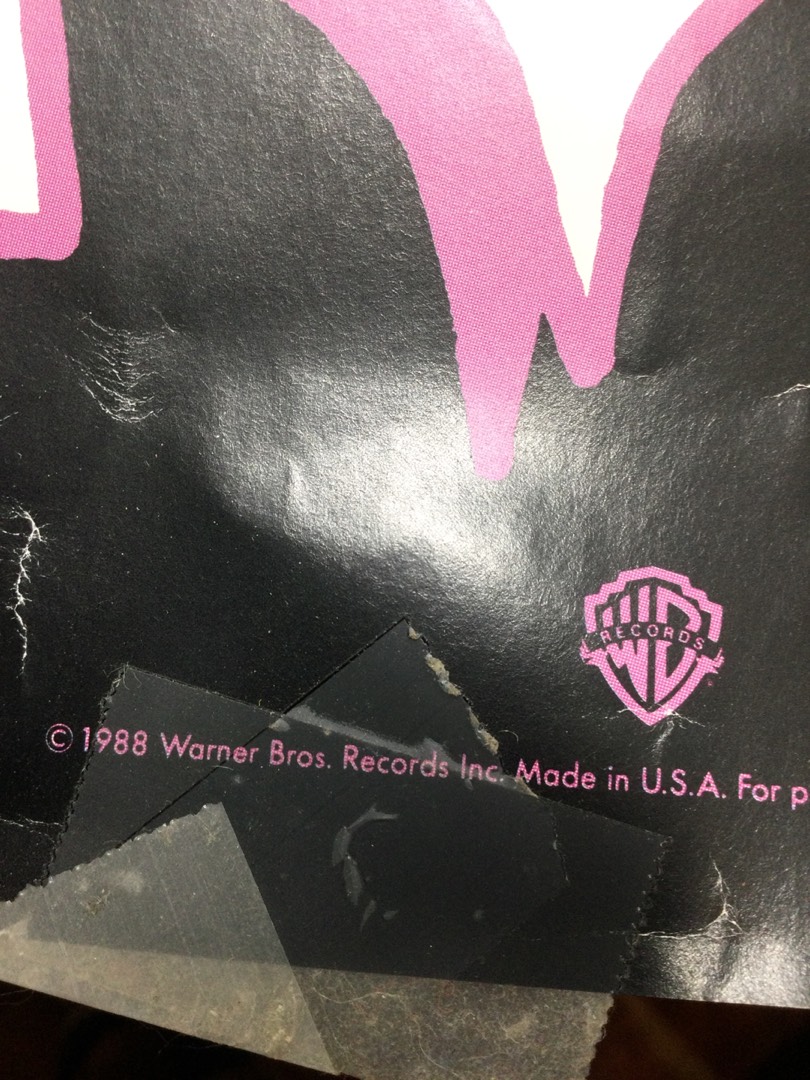 WB
RECORDS
© 1988 Warner Bros. Records Inc. Made in U.S.A. For p